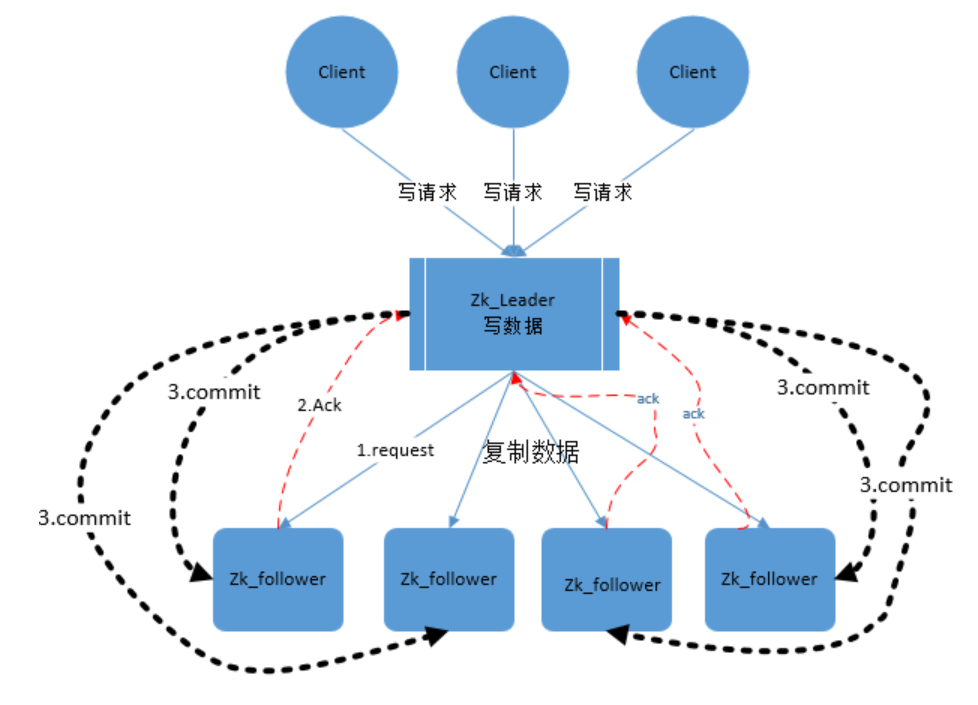 Client
Client
Client
写请求
写请求
写请求
Zk_Leader
写数据
3.commit
2.Ack
ack
ack
3.commit
1.request
复制数据
3.commit
3.commit
Zk_follower
Zk_follower
Zk_follower
Zk_follower